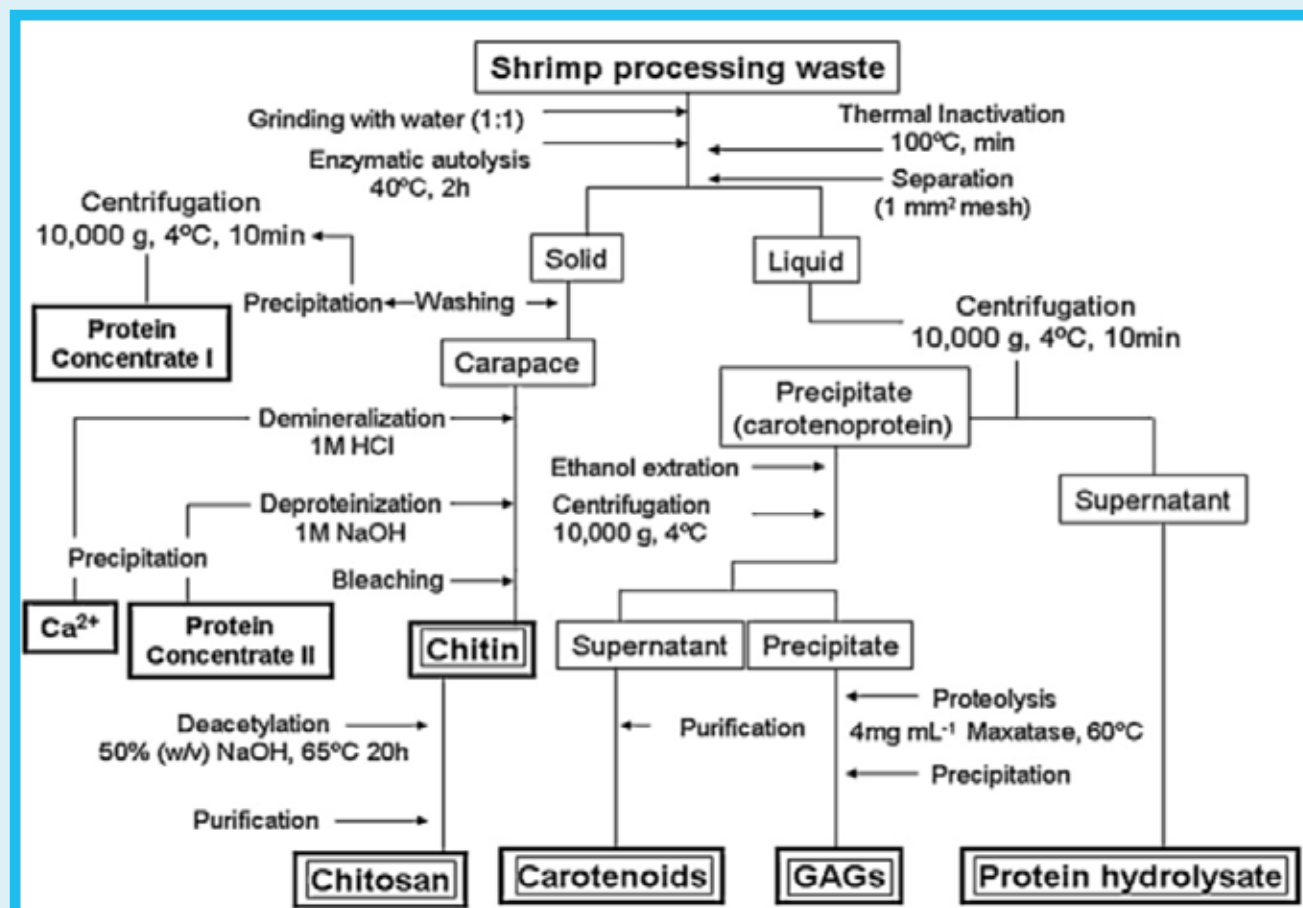 Shrimp processing waste
Grinding with water (1:1)
Enzymatic autolysis
40ºC, 2h
Thermal Inactivation
100ºC, min
Separation
(1 mm² mesh)
Centrifugation
10,000 g, 4ºC, 10min
Solid
Liquid
Precipitation
Washing
Protein
Concentrate I
Centrifugation
10,000 g, 4ºC, 10min
Carapace
Precipitate
(carotenoprotein)
Demineralization
1M HCl
Ethanol extration
Centrifugation
10,000 g, 4ºC
Supernatant
Deproteinization
1M NaOH
Precipitation
Bleaching
Ca²⁺
Protein
Concentrate II
Chitin
Supernatant
Precipitate
Deacetylation
50% (w/v) NaOH, 65ºC 20h
Purification
Proteolysis
4mg mL⁻¹ Maxatase, 60ºC
Precipitation
Purification
Chitosan
Carotenoids
GAGs
Protein hydrolysate